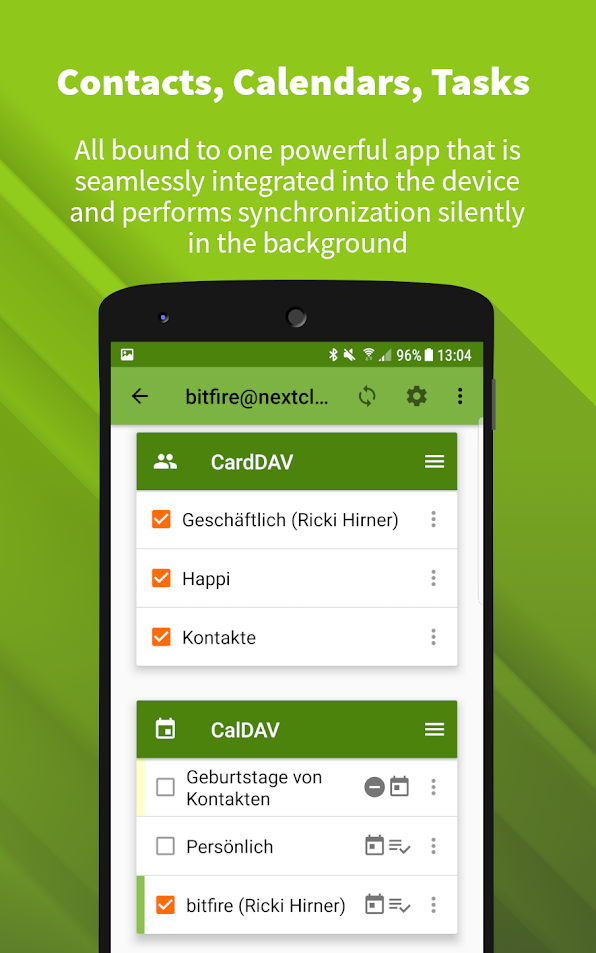 Contacts, Calendars, Tasks
All bound to one powerful app that is
seamlessly integrated into the device
and performs synchronization silently
in the background
96% 13:04
bitfire@nextcl...
CardDAV
Geschäftlich (Ricki Hirner)
Happi
Kontakte
CalDAV
Geburtstage von
Kontakten
Persönlich
bitfire (Ricki Hirner)